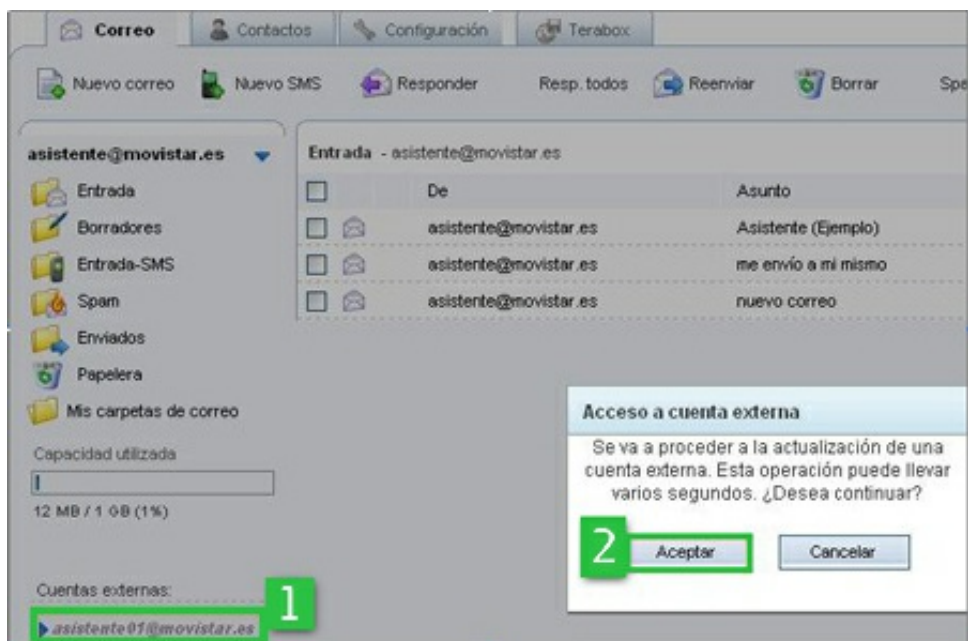 Correo Contactos Configuración Terabox
Nuevo correo Nuevo SMS Responder Resp. todos Reenviar Borrar Spa
asistente@movistar.es
Entrada
Borradores
Entrada-SMS
Spam
Enviados
Papelera
Mis carpetas de correo
Capacidad utilizada
12 MB / 1 GB (1%)
Cuentas externas:
1
asistente01@movistar.es
Entrada - asistente@movistar.es
De Asunto
asistente@movistar.es Asistente (Ejemplo)
asistente@movistar.es me envío a mi mismo
asistente@movistar.es nuevo correo
Acceso a cuenta externa
Se va a proceder a la actualización de una
cuenta externa. Esta operación puede llevar
varios segundos. ¿Desea continuar?
2 Aceptar Cancelar